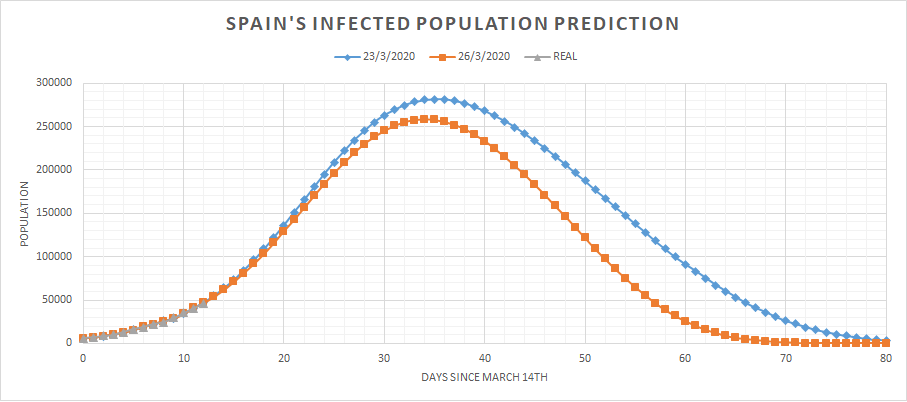 SPAIN'S INFECTED POPULATION PREDICTION
23/3/2020 26/3/2020 REAL
300000
250000
200000
150000
100000
50000
0
POPULATION
0 10 20 30 40 50 60 70 80
DAYS SINCE MARCH 14TH